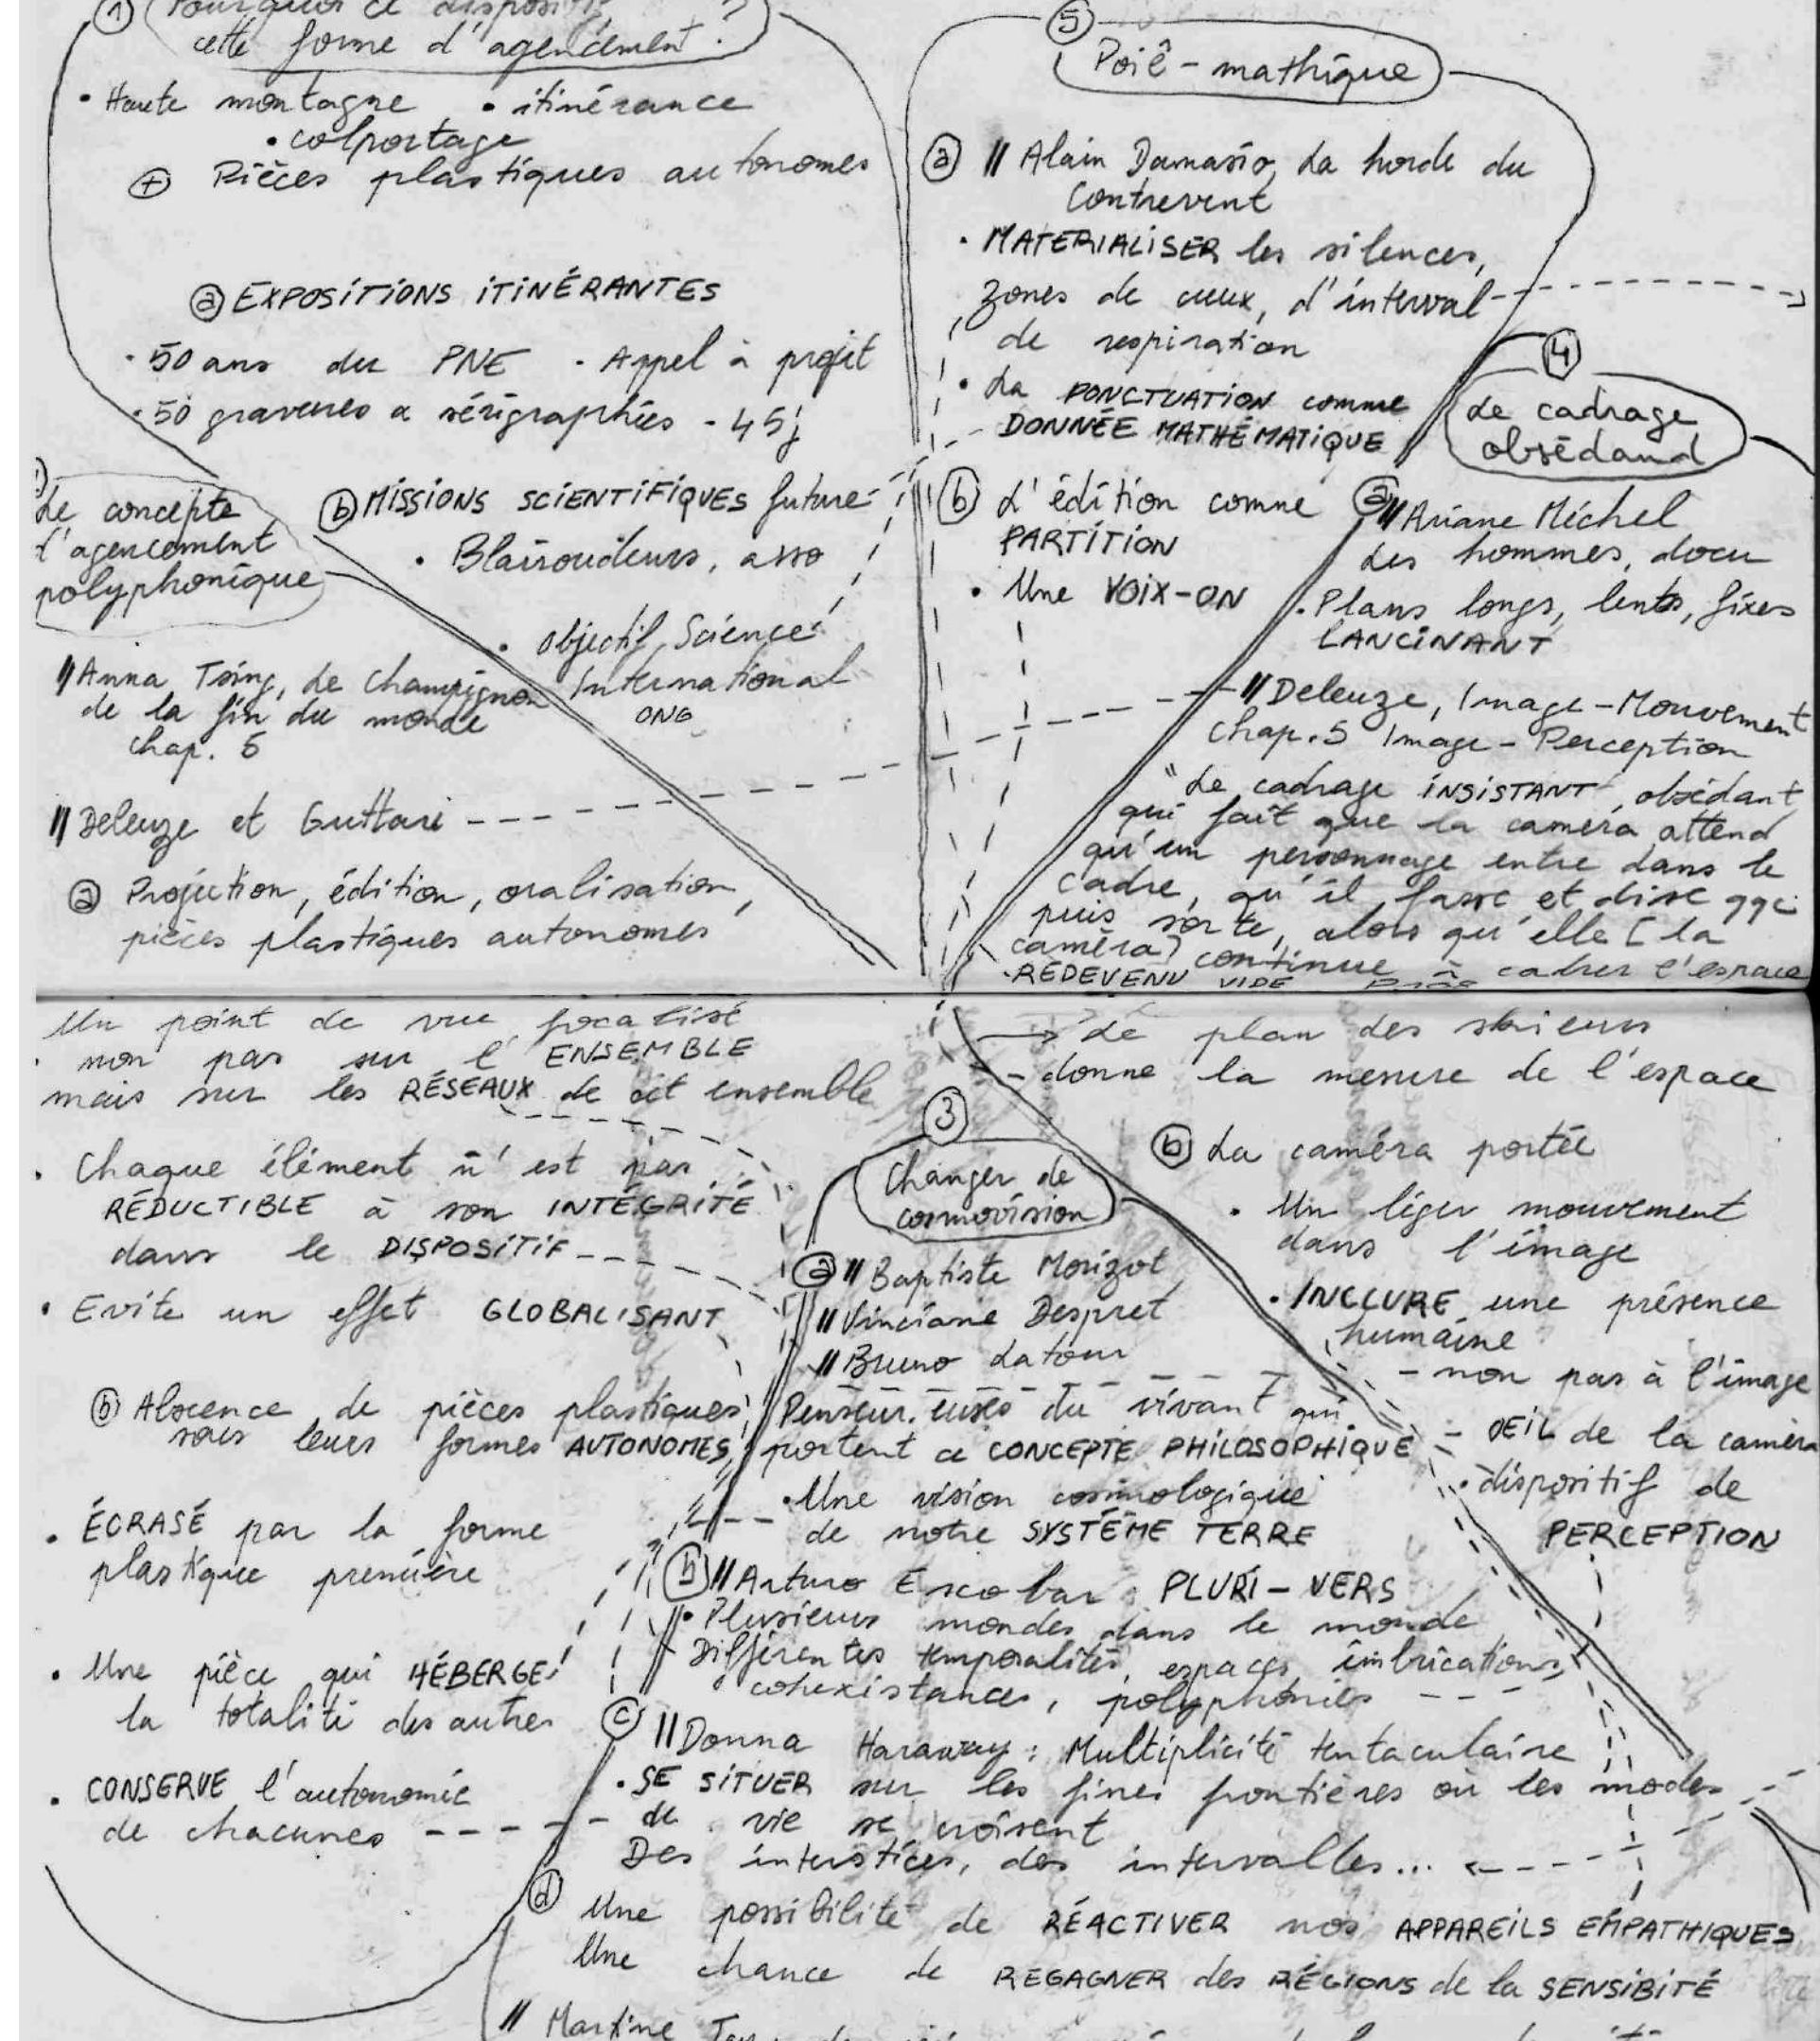 ① Pourquoi ce dispositif
cette forme d'agencement ?
• Haute montagne • itinérance
• colportage
⊕ Pièces plastiques autonomes
ⓐ EXPOSITIONS ITINÉRANTES
• 50 ans du PNE - Appel à projet
• 50 gravures & sérigraphies - 45j
ⓑ MISSIONS SCIENTIFIQUES future
• Blairoudeurs, asso
• Objectif Science
International
ONG
Le concepte
d'agencement
polyphonique
// Anna Tsing, Le Champignon
de la fin du monde
Chap. 5
// Deleuze et Guttari
ⓐ Projection, édition, oralisation,
pièces plastiques autonomes
Un point de vue focalisé
non pas sur l'ENSEMBLE
mais sur les RÉSEAUX de cet ensemble
• Chaque élément n'est pas
RÉDUCTIBLE à son INTÉGRITÉ
dans le DISPOSITIF
• Evite un effet GLOBALISANT
ⓑ Absence de pièces plastiques
sous leurs formes AUTONOMES
• ÉCRASÉ par la forme
plastique première
• Une pièce qui HÉBERGE
la totalité des autres
• CONSERVE l'autonomie
de chacunes
③
Changer de
cosmovision
ⓐ // Baptiste Morizot
// Vinciane Despret
// Bruno Latour
Penseur.euses du vivant qui
portent ce CONCEPTE PHILOSOPHIQUE
• Une vision cosmologique
de notre SYSTÈME TERRE
ⓑ // Arturo Escobar : PLURI-VERS
• Plusieurs mondes dans le monde
Différentes temporalités, espaces, imbrications,
cohexistances, polyphonies
ⓒ // Donna Haraway : Multiplicité tentaculaire
• SE SITUER sur les fines frontières où les modes
de vie se croisent
Des interstices, des intervalles...
ⓓ Une possibilité de RÉACTIVER nos APPAREILS EMPATHIQUES
Une chance de REGAGNER des RÉGIONS de la SENSIBITÉ
// Martine
④
Le cadrage
obsédand
ⓐ // Ariane Michel
Les hommes, docu
• Plans longs, lents, fixes
LANCINANT
// Deleuze, Image-Mouvement
Chap.5 Image-Perception
"Le cadrage INSISTANT, obsédant
qui fait que la caméra attend
qu'un personnage entre dans le
cadre, qu'il fasse et dise qqc
puis sorte, alors qu'elle [la
caméra] continue à cadrer l'espace
REDEVENU VIDE
→ Le plan des skieurs
- donne la mesure de l'espace
ⓑ La caméra portée
• Un léger mouvement
dans l'image
• INCLURE une présence
humaine
- non pas à l'image
- OEIL de la caméra
• dispositif de
PERCEPTION
⑤
Poïê-mathique
ⓐ // Alain Damasio, La horde du
Contrevent
• MATERIALISER les silences,
zones de creux, d'interval
de respiration
• La PONCTUATION comme
DONNÉE MATHÉMATIQUE
ⓑ L'édition comme
PARTITION
• Une VOIX-ON